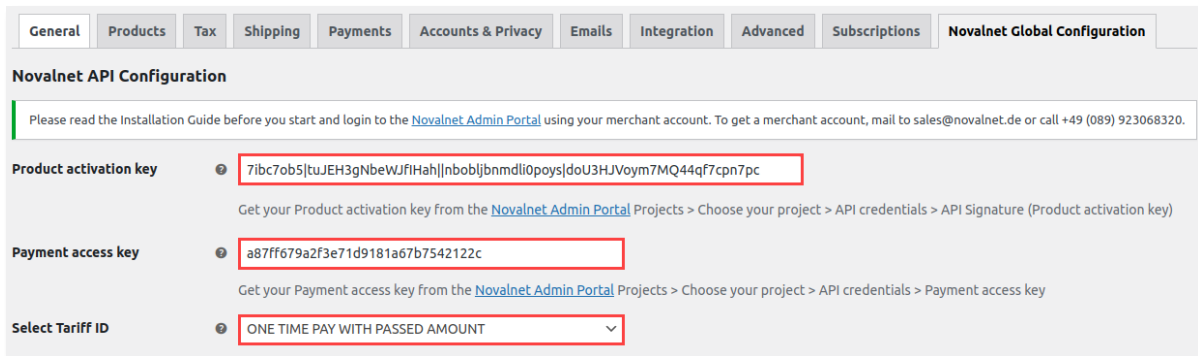 General Products Tax Shipping Payments Accounts & Privacy Emails Integration Advanced Subscriptions Novalnet Global Configuration
Novalnet API Configuration
Please read the Installation Guide before you start and login to the Novalnet Admin Portal using your merchant account. To get a merchant account, mail to sales@novalnet.de or call +49 (089) 923068320.
Product activation key 7ibc7ob5|tuJEH3gNbeWJfIHah||nbobljbnmdli0poys|doU3HJVoym7MQ44qf7cpn7pc
Get your Product activation key from the Novalnet Admin Portal Projects > Choose your project > API credentials > API Signature (Product activation key)
Payment access key a87ff679a2f3e71d9181a67b7542122c
Get your Payment access key from the Novalnet Admin Portal Projects > Choose your project > API credentials > Payment access key
Select Tariff ID ONE TIME PAY WITH PASSED AMOUNT